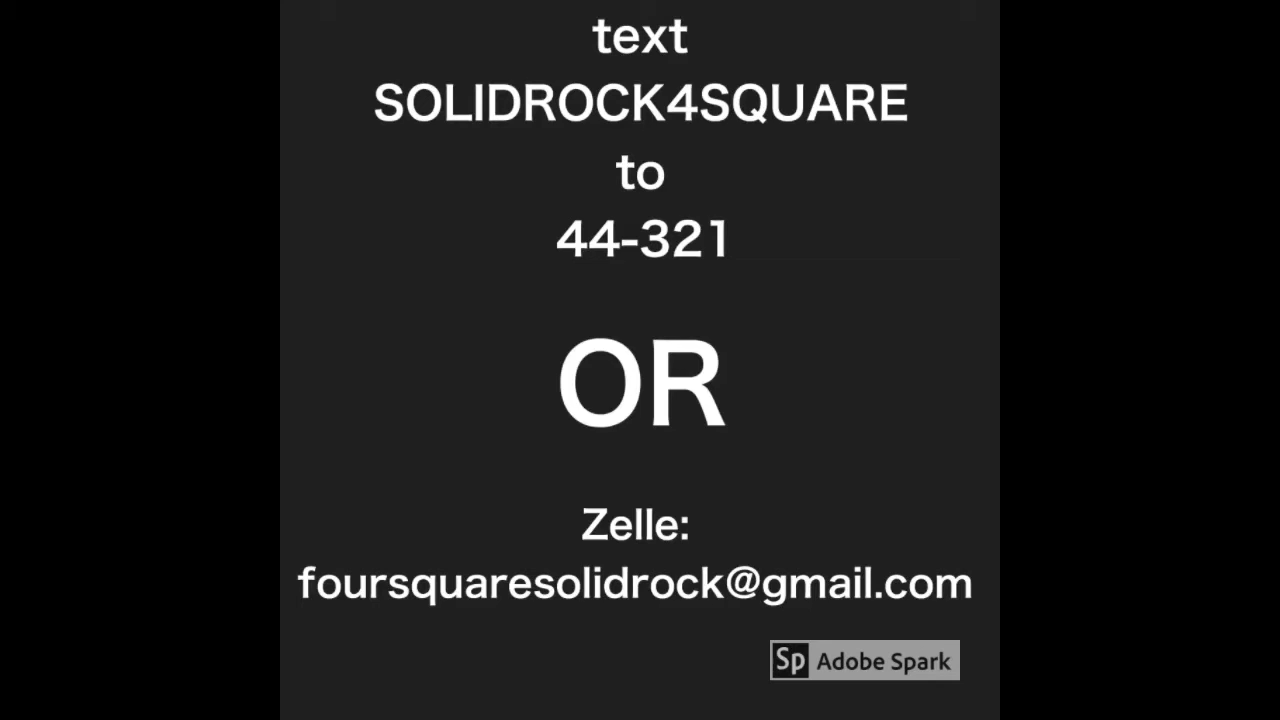 text
SOLIDROCK4SQUARE
to
44-321
OR
Zelle:
foursquaresolidrock@gmail.com
Sp Adobe Spark